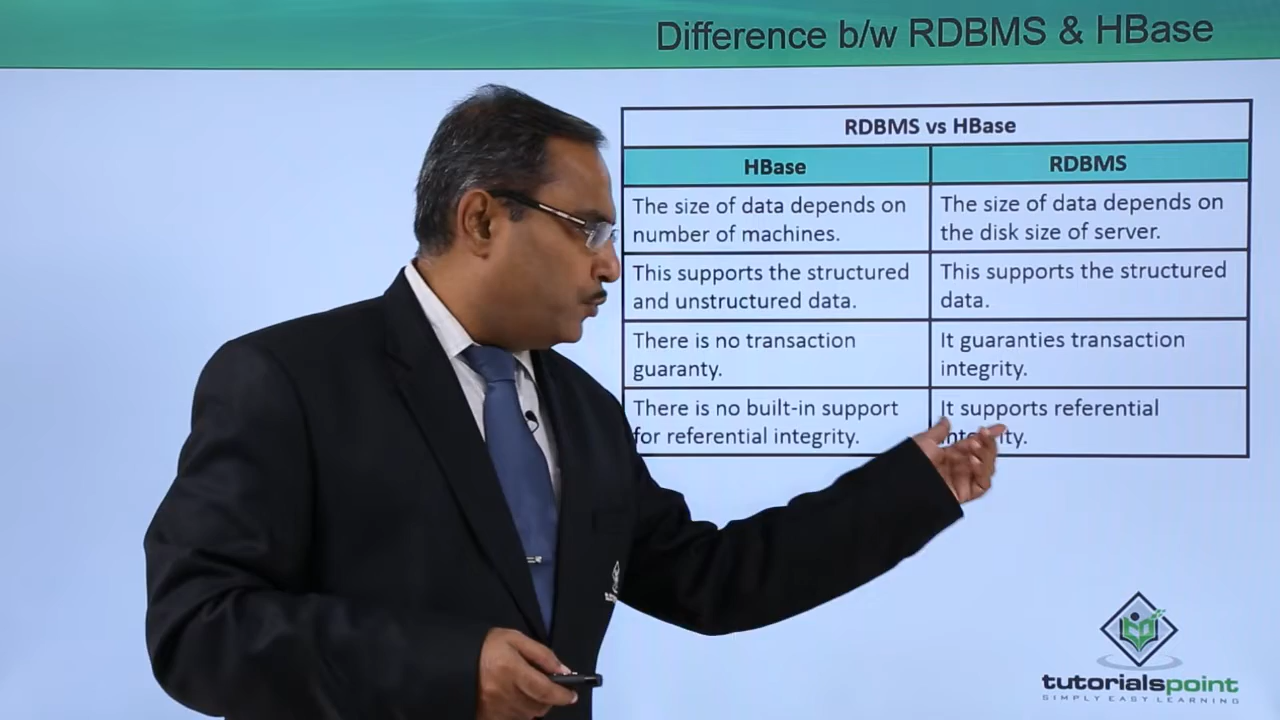 Difference b/w RDBMS & HBase
RDBMS vs HBase
HBase
RDBMS
The size of data depends on
number of machines.
The size of data depends on
the disk size of server.
This supports the structured
and unstructured data.
This supports the structured
data.
There is no transaction
guaranty.
It guaranties transaction
integrity.
There is no built-in support
for referential integrity.
It supports referential
integrity.
tutorialspoint
SIMPLY EASY LEARNING